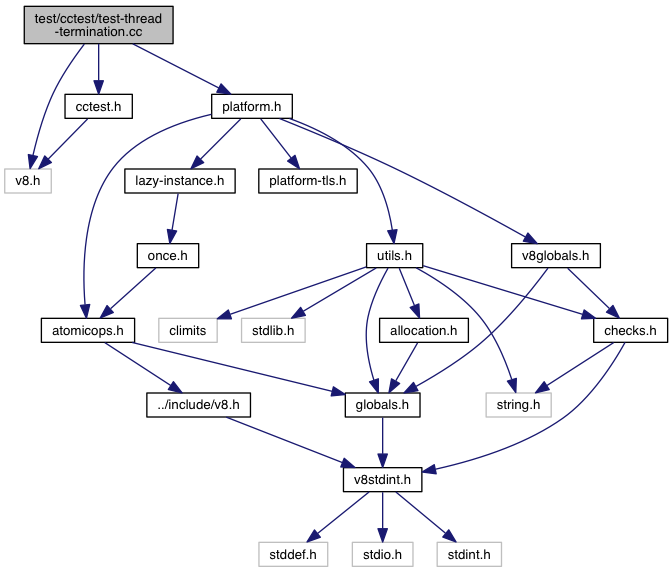 test/cctest/test-thread
-termination.cc
cctest.h
platform.h
v8.h
lazy-instance.h
platform-tls.h
once.h
utils.h
v8globals.h
atomicops.h
climits
stdlib.h
allocation.h
checks.h
../include/v8.h
globals.h
string.h
v8stdint.h
stddef.h
stdio.h
stdint.h